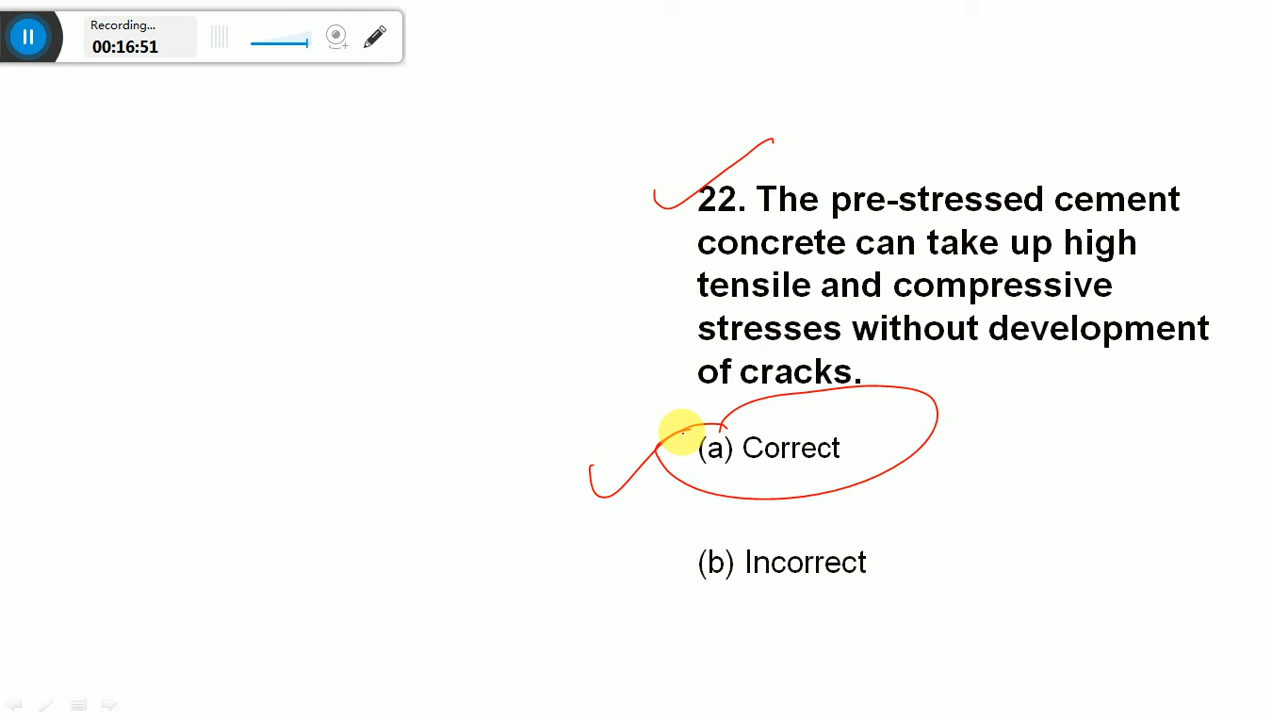 Recording...
00:16:51
22. The pre-stressed cement
concrete can take up high
tensile and compressive
stresses without development
of cracks.
(a) Correct
(b) Incorrect